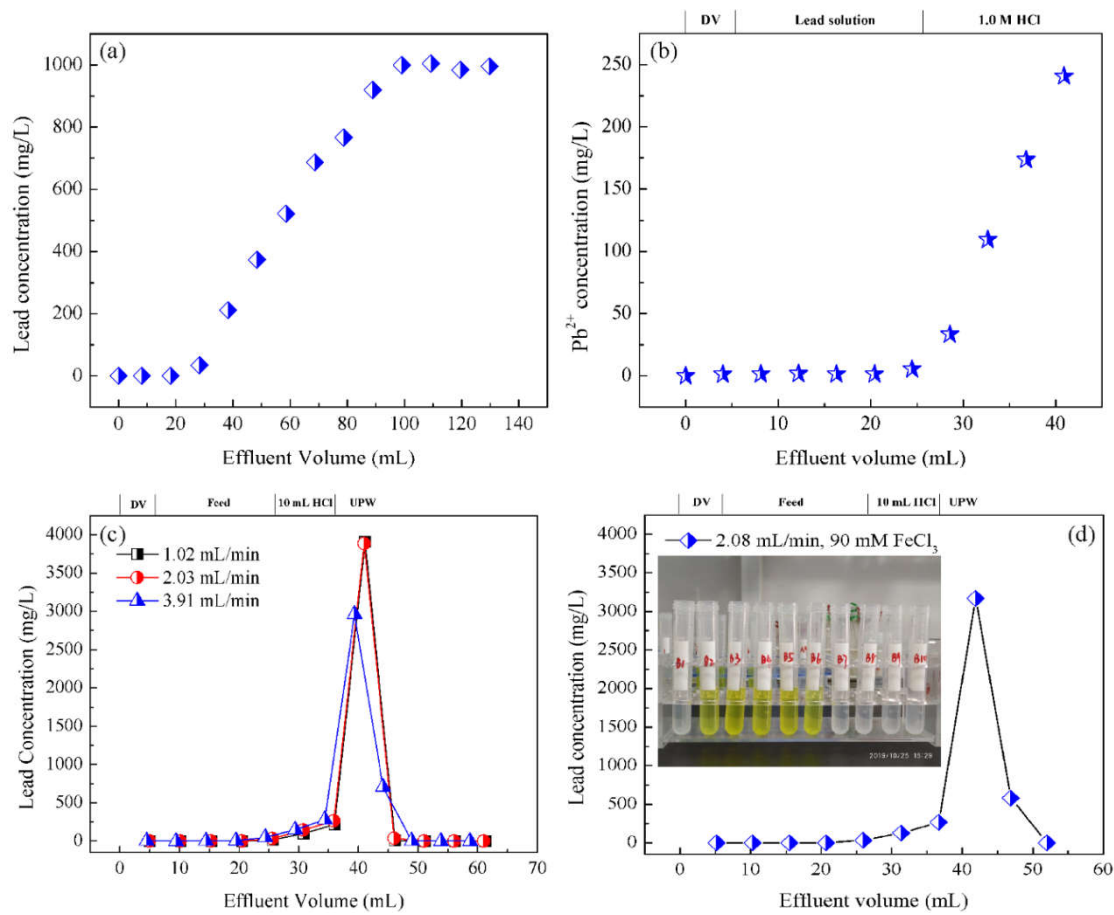 DV Lead solution 1.0 M HCl
(a)
Lead concentration (mg/L)
1000
800
600
400
200
0
0 20 40 60 80 100 120 140
Effluent Volume (mL)
(b)
Pb2+ concentration (mg/L)
250
200
150
100
50
0
0 10 20 30 40
Effluent volume (mL)
DV Feed 10 mL HCl UPW
(c)
1.02 mL/min
2.03 mL/min
3.91 mL/min
Lead Concentration (mg/L)
4000
3500
3000
2500
2000
1500
1000
500
0
0 10 20 30 40 50 60 70
Effluent Volume (mL)
DV Feed 10 mL HCl UPW
(d)
2.08 mL/min, 90 mM FeCl3
Lead concentration (mg/L)
4000
3500
3000
2500
2000
1500
1000
500
0
B1 B2 B3 B4 B5 B6 B7 B8 B9 B10
2019/10/25 15:29
0 10 20 30 40 50 60
Effluent volume (mL)